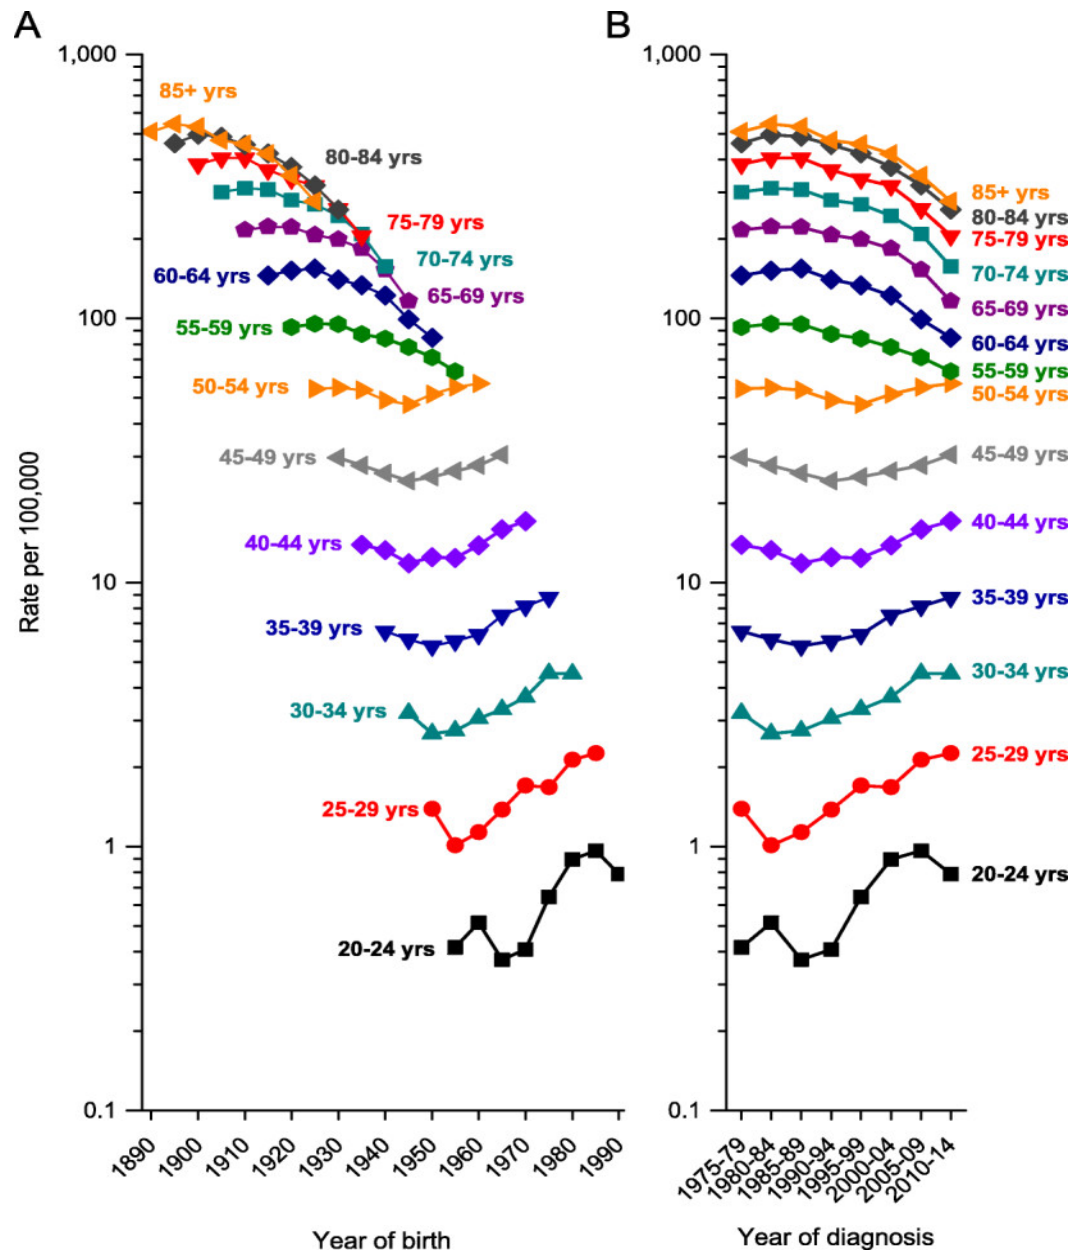 A
B
1,000
100
10
1
0.1
Rate per 100,000
85+ yrs
80-84 yrs
75-79 yrs
70-74 yrs
65-69 yrs
60-64 yrs
55-59 yrs
50-54 yrs
45-49 yrs
40-44 yrs
35-39 yrs
30-34 yrs
25-29 yrs
20-24 yrs
1890
1900
1910
1920
1930
1940
1950
1960
1970
1980
1990
Year of birth
1,000
100
10
1
0.1
85+ yrs
80-84 yrs
75-79 yrs
70-74 yrs
65-69 yrs
60-64 yrs
55-59 yrs
50-54 yrs
45-49 yrs
40-44 yrs
35-39 yrs
30-34 yrs
25-29 yrs
20-24 yrs
1975-79
1980-84
1985-89
1990-94
1995-99
2000-04
2005-09
2010-14
Year of diagnosis